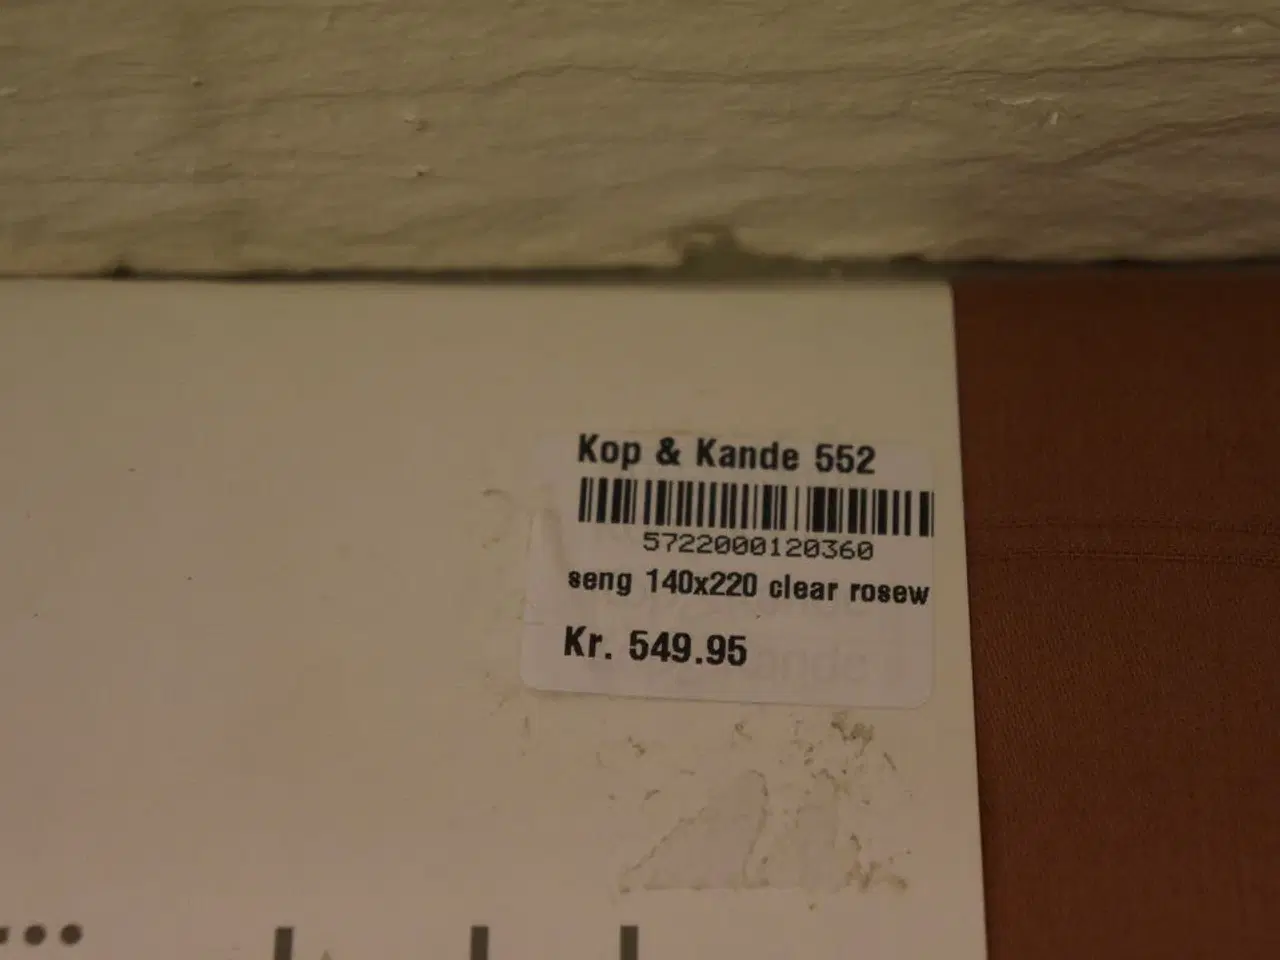 Kop & Kande 552
5722000120360
seng 140x220 clear rosew
Kr. 549.95